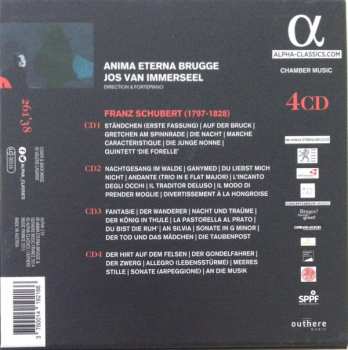 α
ALPHA-CLASSICS.COM
CHAMBER MUSIC
ANIMA ETERNA BRUGGE
JOS VAN IMMERSEEL
DIRECTION & FORTEPIANO
4CD
FRANZ SCHUBERT (1797-1828)
CD1 STÄNDCHEN (ERSTE FASSUNG) | AUF DER BRUCK |
GRETCHEN AM SPINNRADE | DIE NACHT | MARCHE
CARACTÉRISTIQUE | DIE JUNGE NONNE |
QUINTETT 'DIE FORELLE'
CD2 NACHTGESANG IM WALDE | GANYMED | DU LIEBST MICH
NICHT | ANDANTE (TRIO IN E FLAT MAJOR) | L'INCANTO
DEGLI OCCHI | IL TRADITOR DELUSO | IL MODO DI
PRENDER MOGLIE | DIVERTISSEMENT À LA HONGROISE
CD3 FANTASIE | DER WANDERER | NACHT UND TRÄUME |
DER KÖNIG IN THULE | LA PASTORELLA AL PRATO |
DU BIST DIE RUH' | AN SILVIA | SONATE IN G MINOR |
DER TOD UND DAS MÄDCHEN | DIE TAUBENPOST
CD4 DER HIRT AUF DEM FELSEN | DER GONDELFAHRER |
DER ZWERG | ALLEGRO (LEBENSSTÜRME) | MEERES
STILLE | SONATE (ARPEGGIONE) | AN DIE MUSIK
261'38
SPPF
outhere
MUSIC